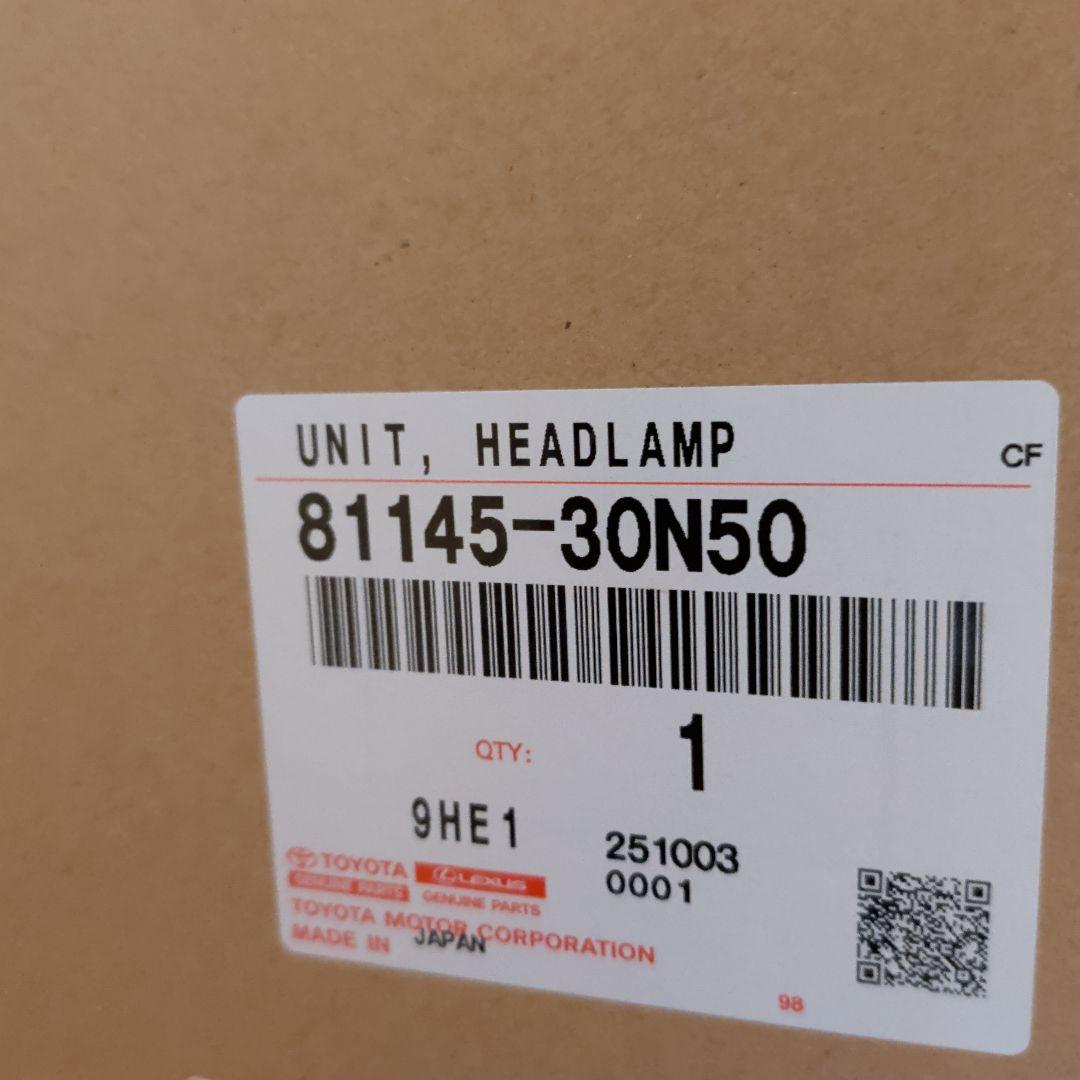 UNIT, HEADLAMP
CF
81145-30N50
QTY: 1
9HE1
251003
0001
TOYOTA LEXUS
GENUINE PARTS GENUINE PARTS
TOYOTA MOTOR CORPORATION
MADE IN JAPAN
98